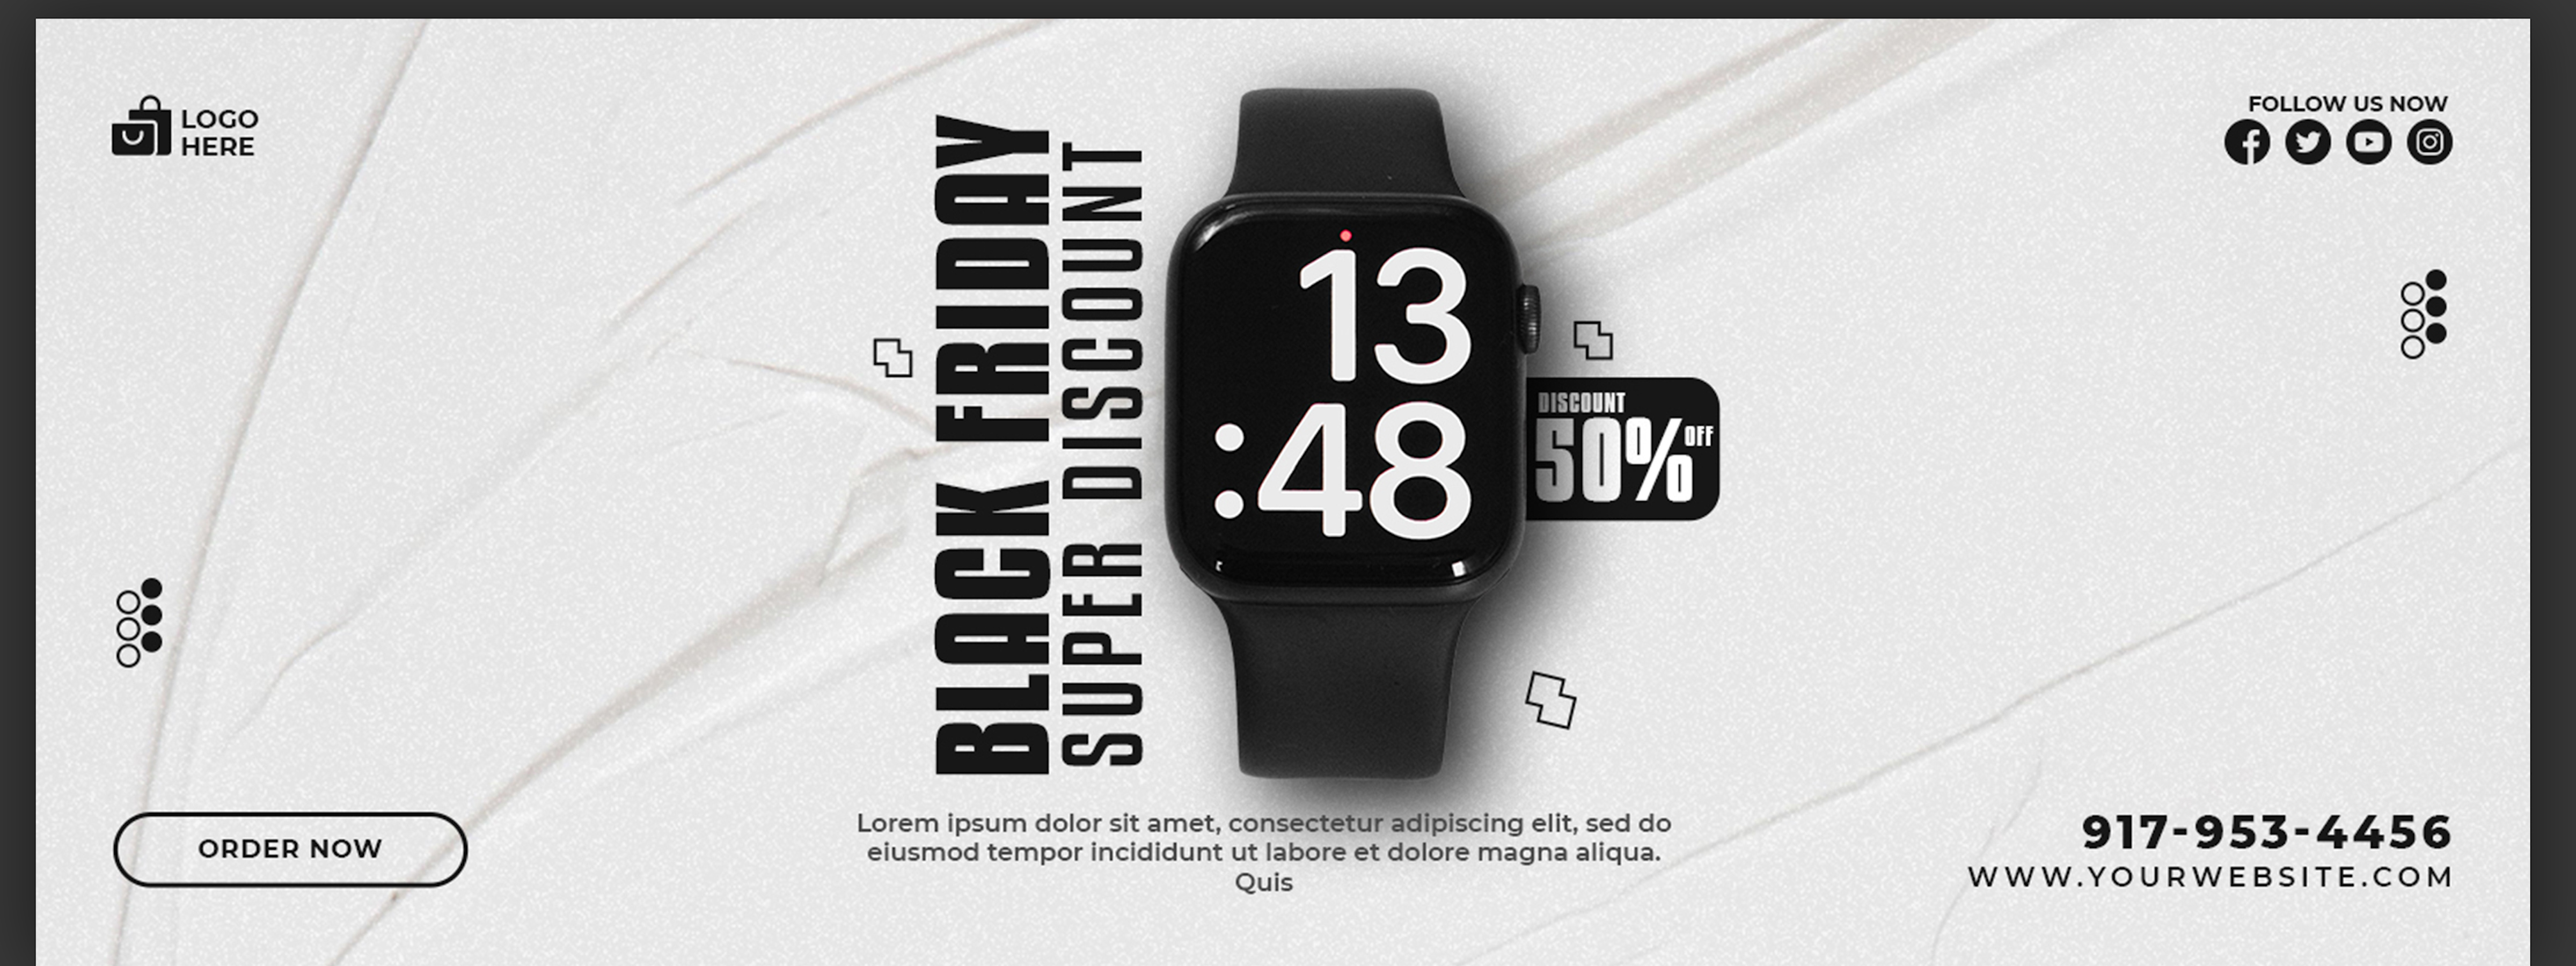 LOGO
HERE
FOLLOW US NOW
BLACK FRIDAY
SUPER DISCOUNT
13
:48
DISCOUNT
50%OFF
ORDER NOW
Lorem ipsum dolor sit amet, consectetur adipiscing elit, sed do
eiusmod tempor incididunt ut labore et dolore magna aliqua.
Quis
917-953-4456
WWW.YOURWEBSITE.COM